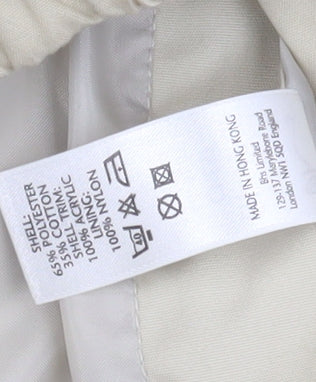 SHELL:
POLYESTER
65% COTTON
35% TRIM:
SHELL ACRYLIC
100%
LINING:
100% NYLON
40
MADE IN HONG KONG
Bhs Limited
129-137 Marylebone Road
London NW1 5QD England